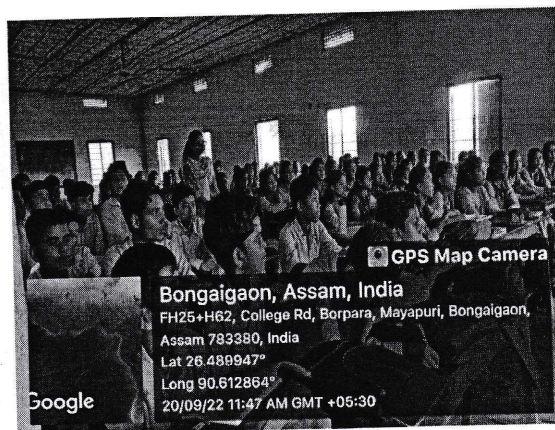 GPS Map Camera
Bongaigaon, Assam, India
FH25+H62, College Rd, Borpara, Mayapuri, Bongaigaon,
Assam 783380, India
Lat 26.489947°
Long 90.612864°
20/09/22 11:47 AM GMT +05:30
Google